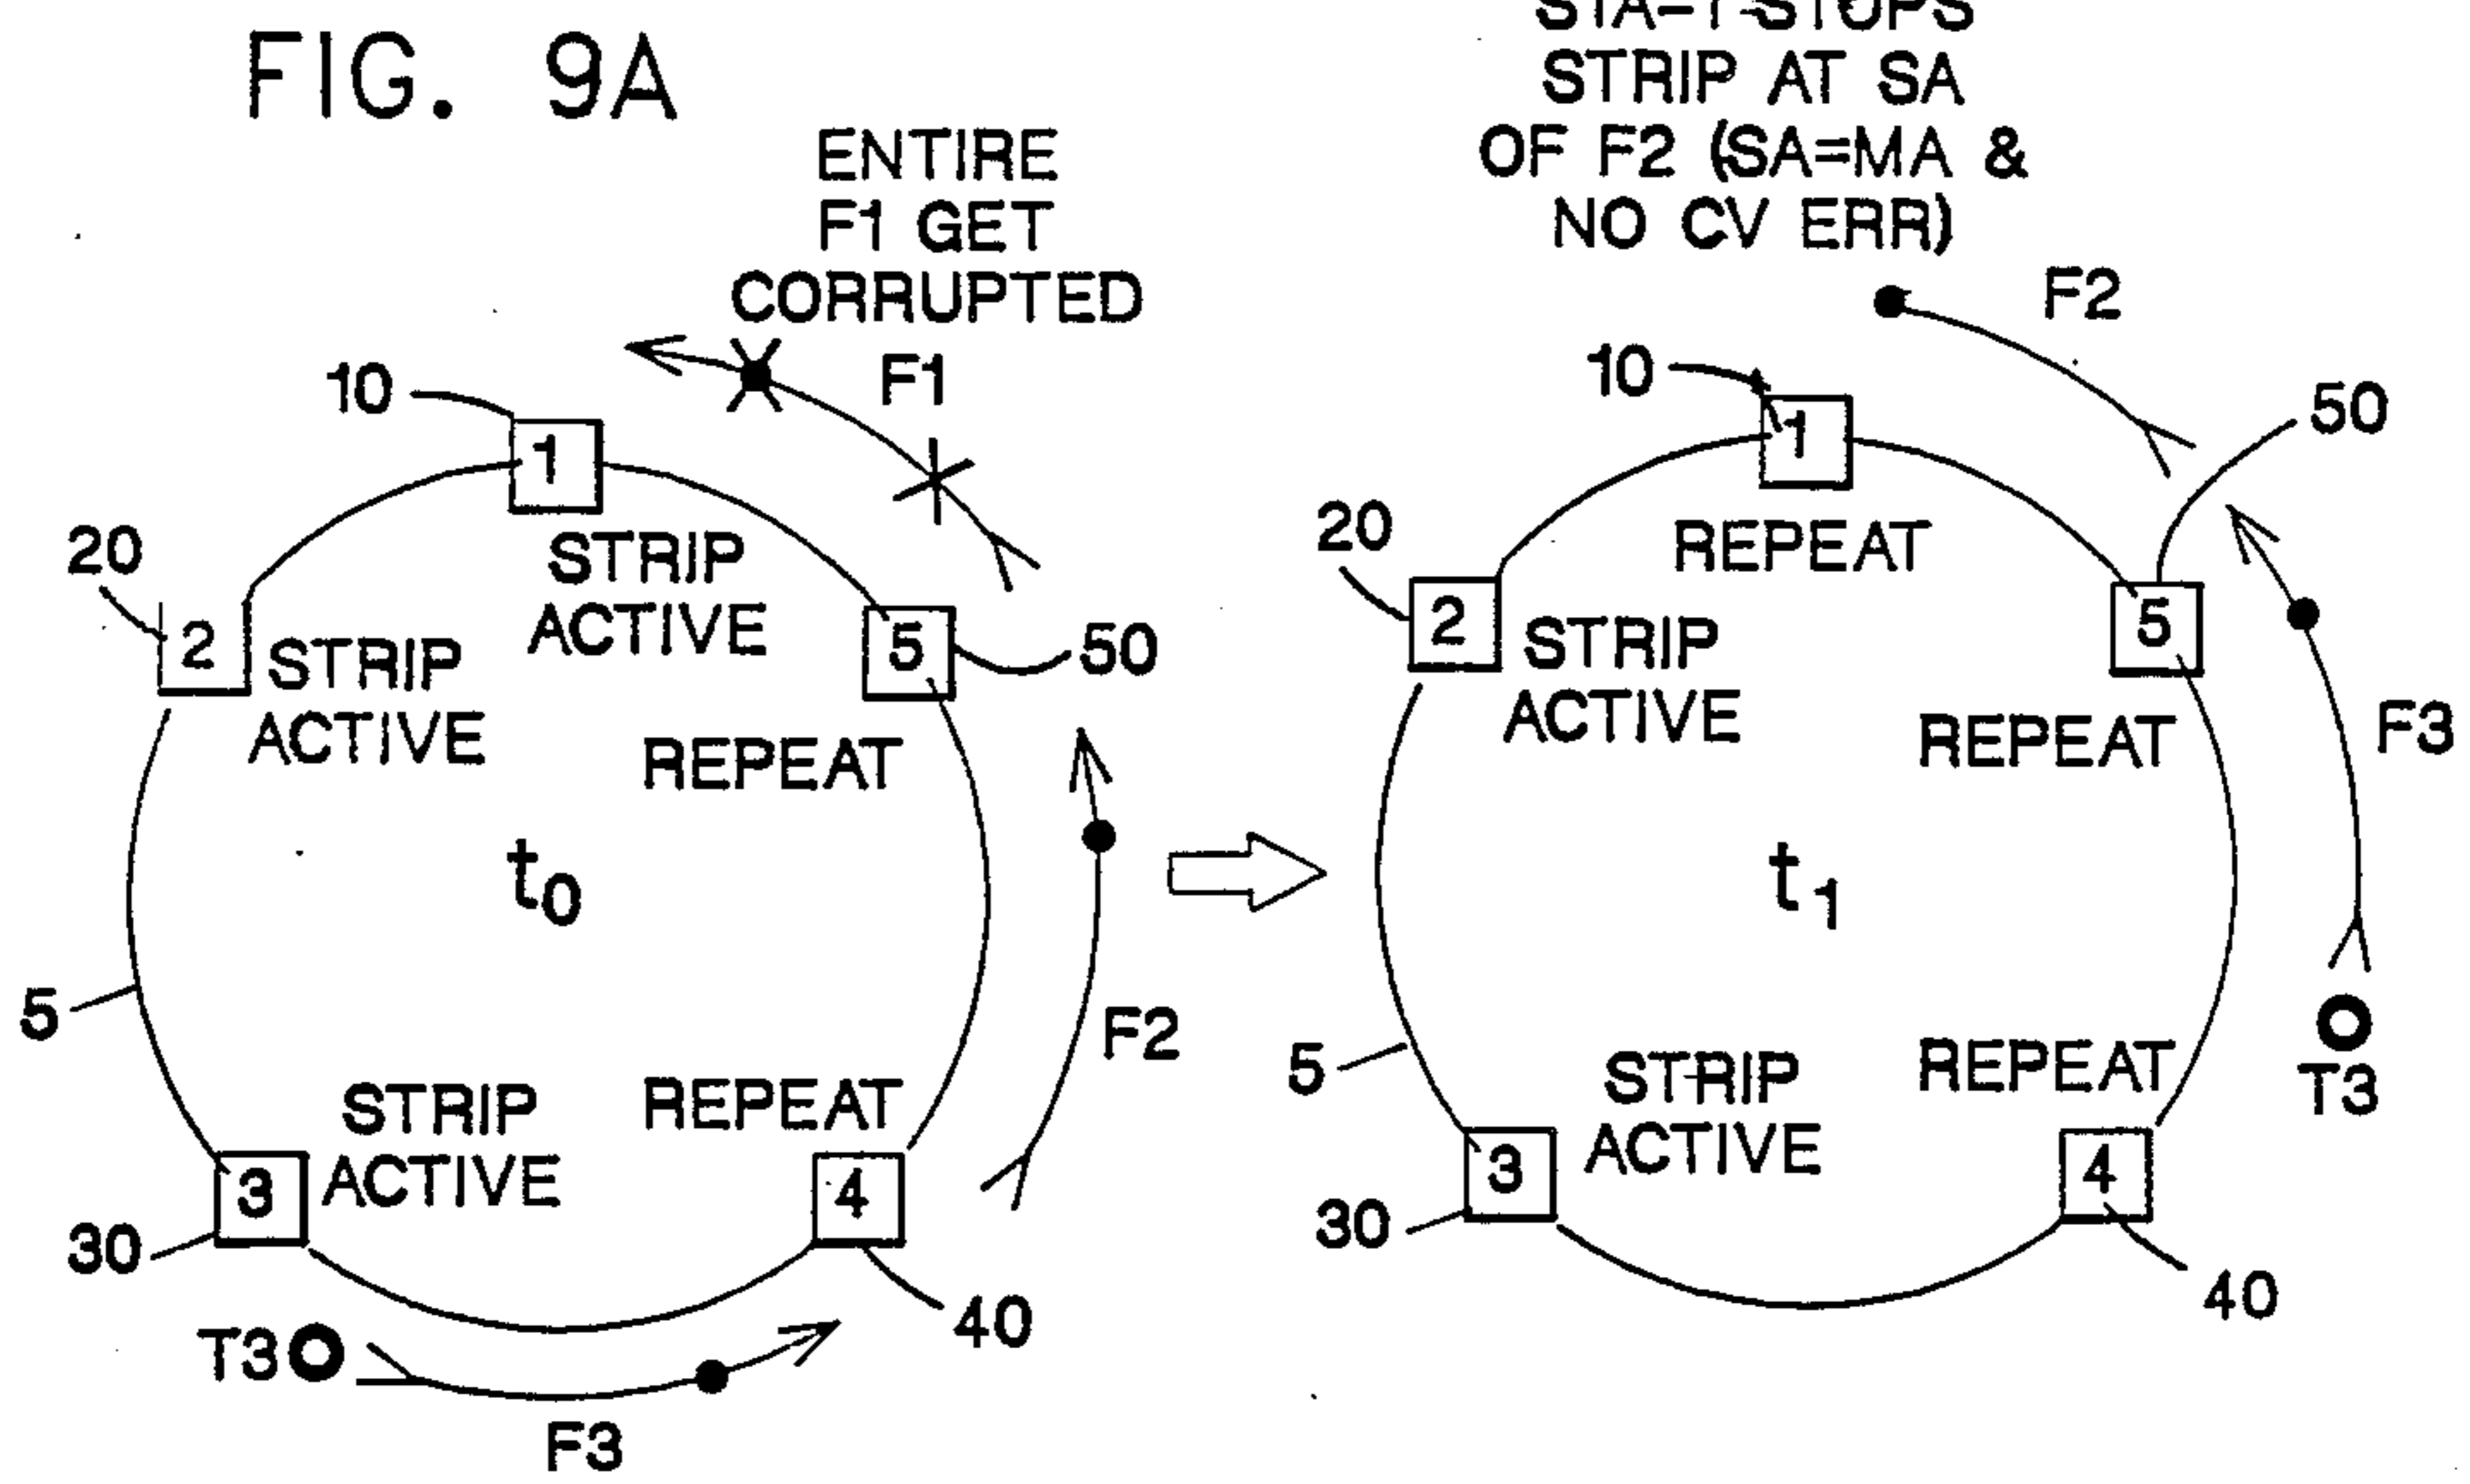 FIG. 9A
ENTIRE
F1 GET
CORRUPTED
F1
10
1
STRIP
ACTIVE
20
2
STRIP
ACTIVE
5
50
REPEAT
t0
F2
5
REPEAT
STRIP
ACTIVE
3
4
30
40
T3
F3
STRIP AT SA
OF F2 (SA=MA &
NO CV ERR)
F2
10
1
50
REPEAT
20
2
STRIP
ACTIVE
5
REPEAT
F3
t1
5
STRIP
ACTIVE
REPEAT
T3
3
4
30
40